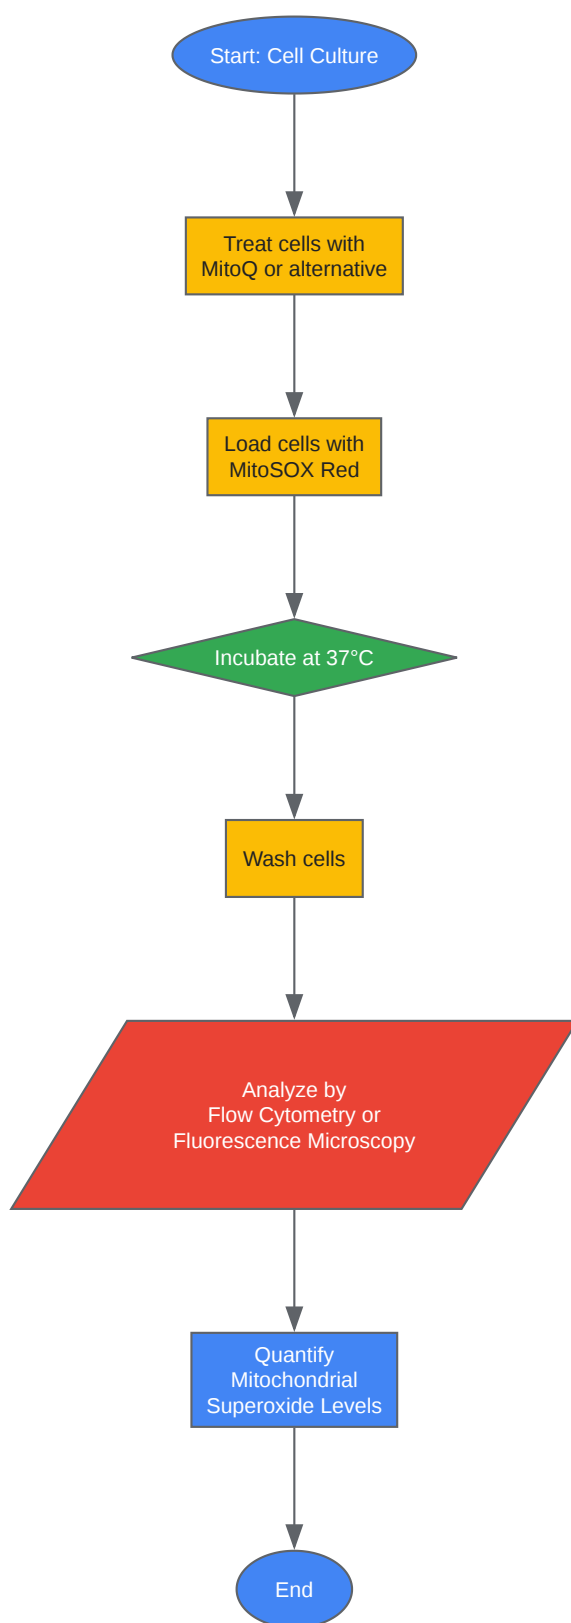 Start: Cell Culture
Treat cells with
MitoQ or alternative
Load cells with
MitoSOX Red
Incubate at 37°C
Wash cells
Analyze by
Flow Cytometry or
Fluorescence Microscopy
Quantify
Mitochondrial
Superoxide Levels
End